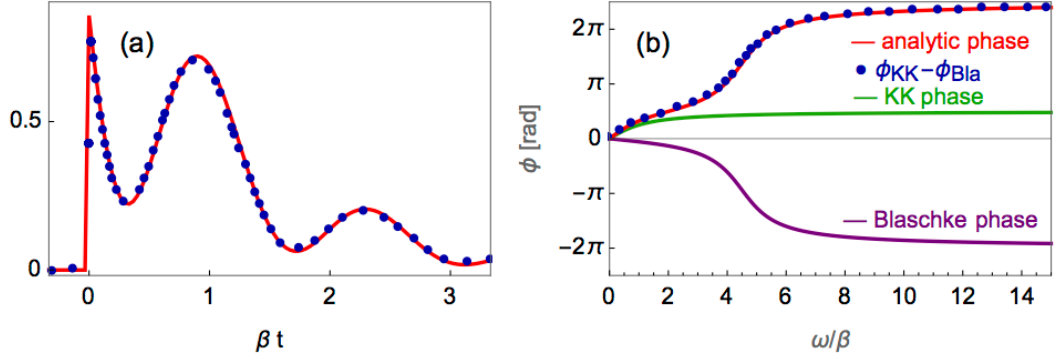 (a)
0.5
0
0
1
2
3
β t
(b)
2π
π
0
−π
−2π
ϕ [rad]
analytic phase
ϕKK−ϕBla
KK phase
Blaschke phase
0
2
4
6
8
10
12
14
ω/β